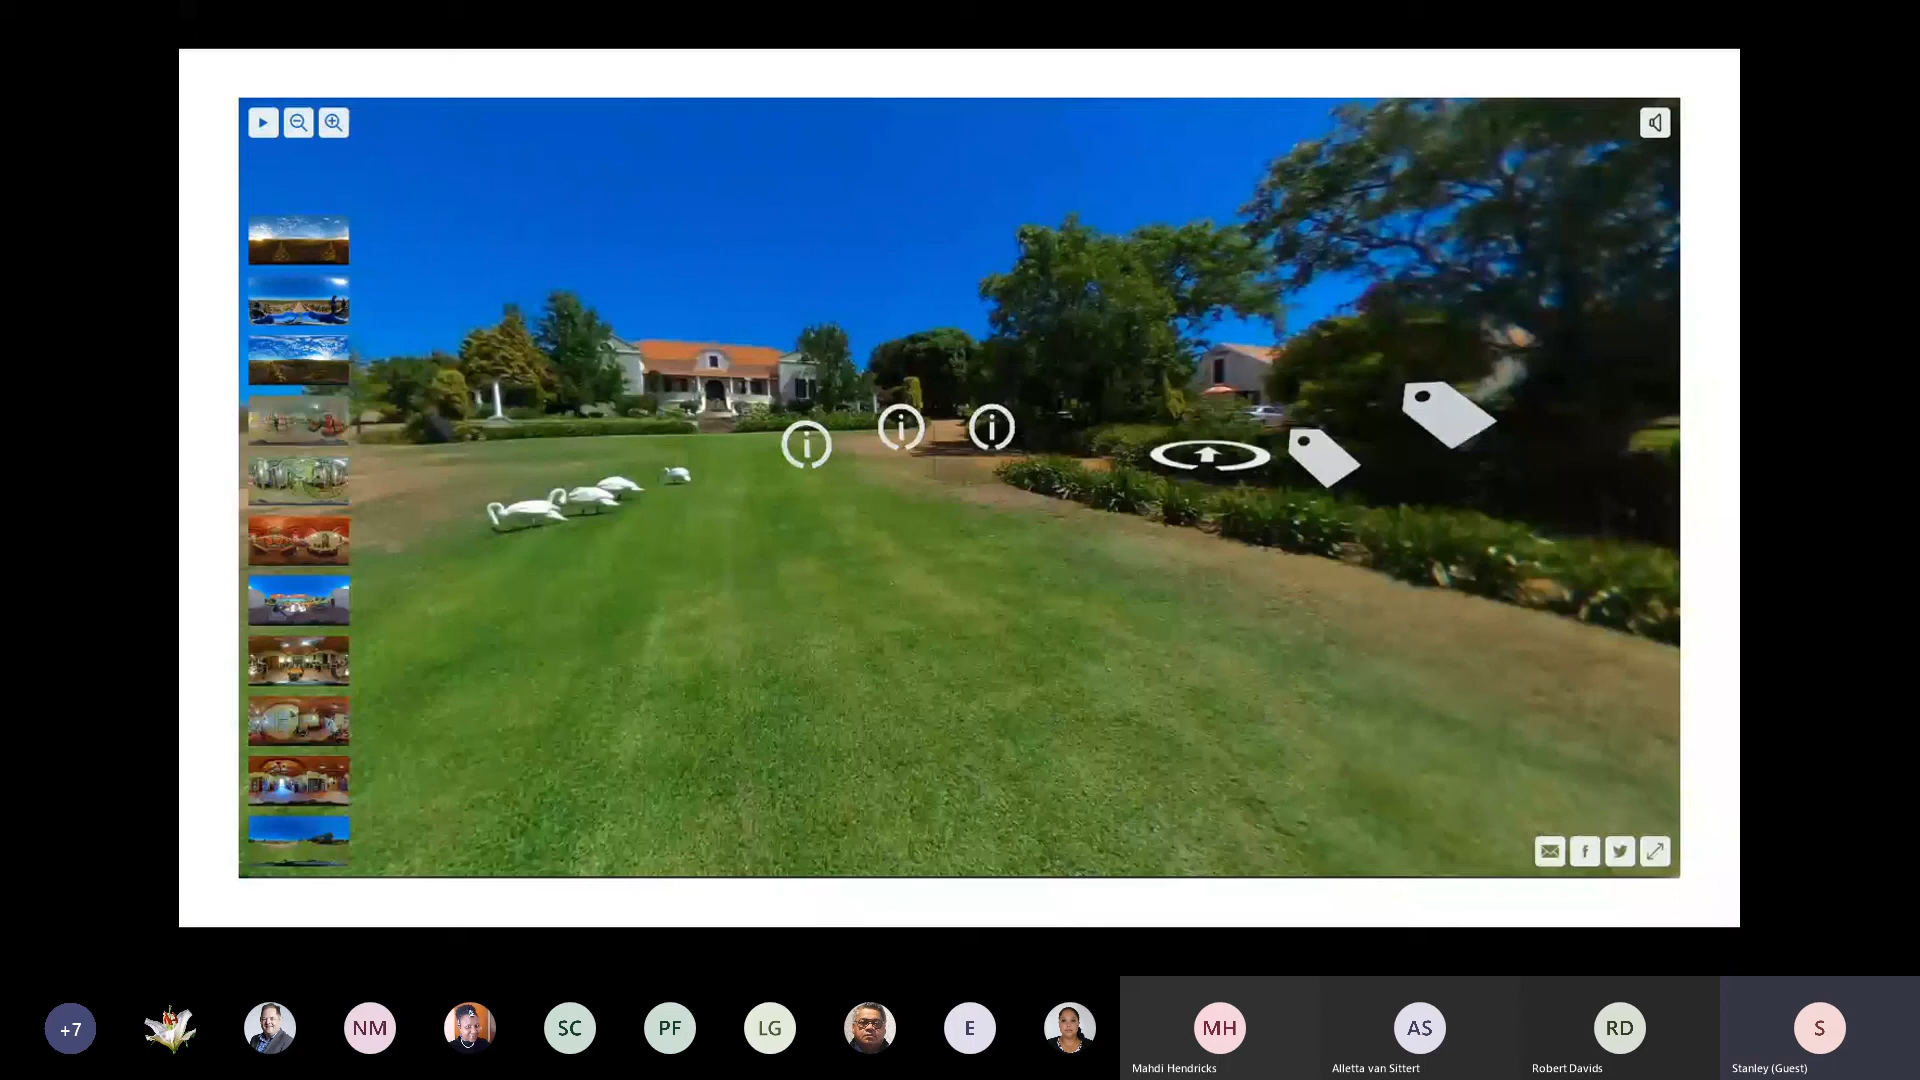 +7
NM
SC
PF
LG
E
MH
AS
RD
S
Mahdi Hendricks
Alletta van Sittert
Robert Davids
Stanley (Guest)